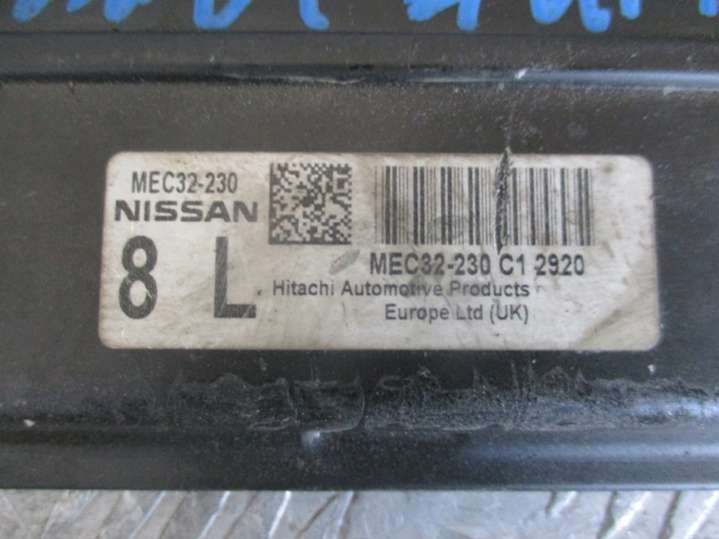 MEC32-230
NISSAN
8 L
MEC32-230 C1 2920
Hitachi Automotive Products
Europe Ltd (UK)